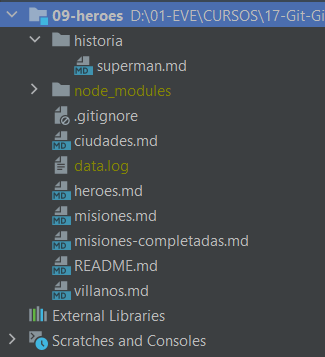 09-heroes D:\01-EVE\CURSOS\17-Git-Gi
historia
superman.md
node_modules
.gitignore
ciudades.md
data.log
heroes.md
misiones.md
misiones-completadas.md
README.md
villanos.md
External Libraries
Scratches and Consoles